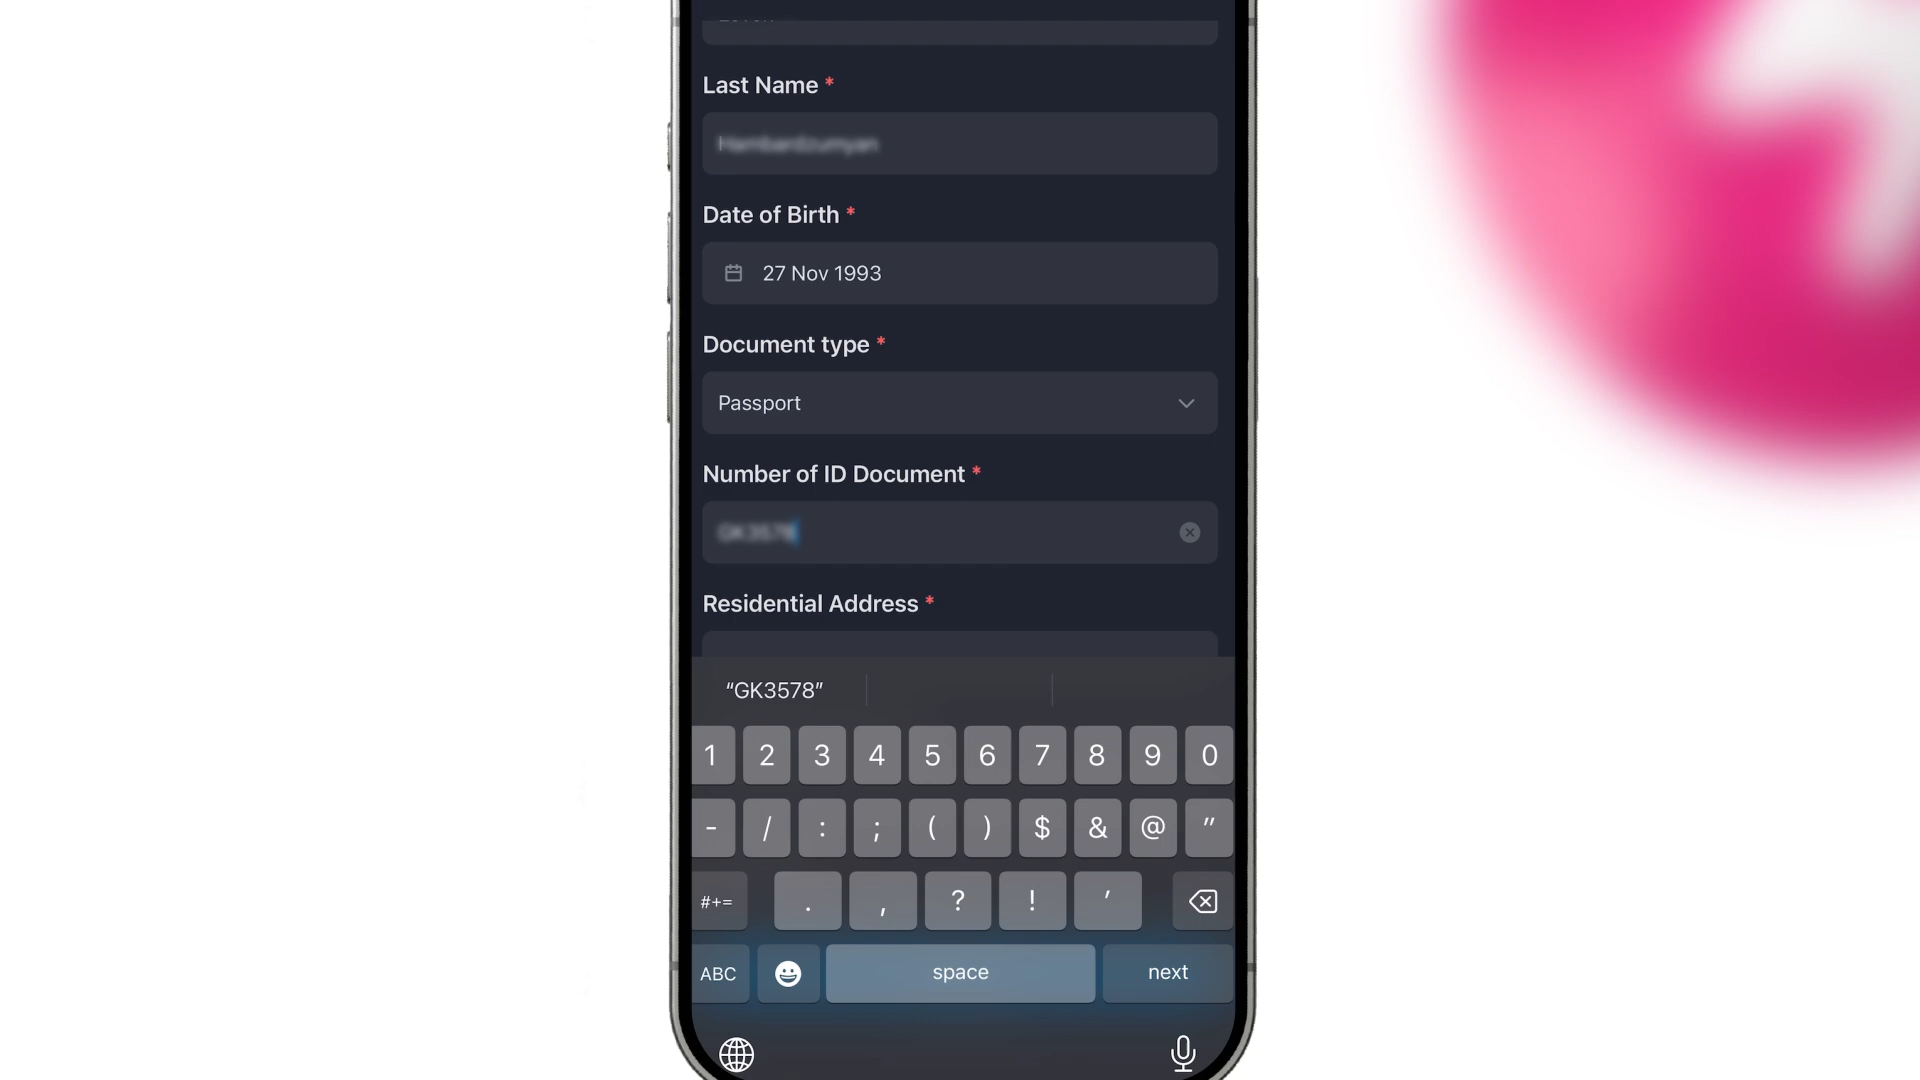 Last Name *
Date of Birth *
27 Nov 1993
Document type *
Passport
Number of ID Document *
GK3578
Residential Address *
“GK3578”
1 2 3 4 5 6 7 8 9 0
- / : ; ( ) $ & @ "
#+= . , ? ! '
ABC space next